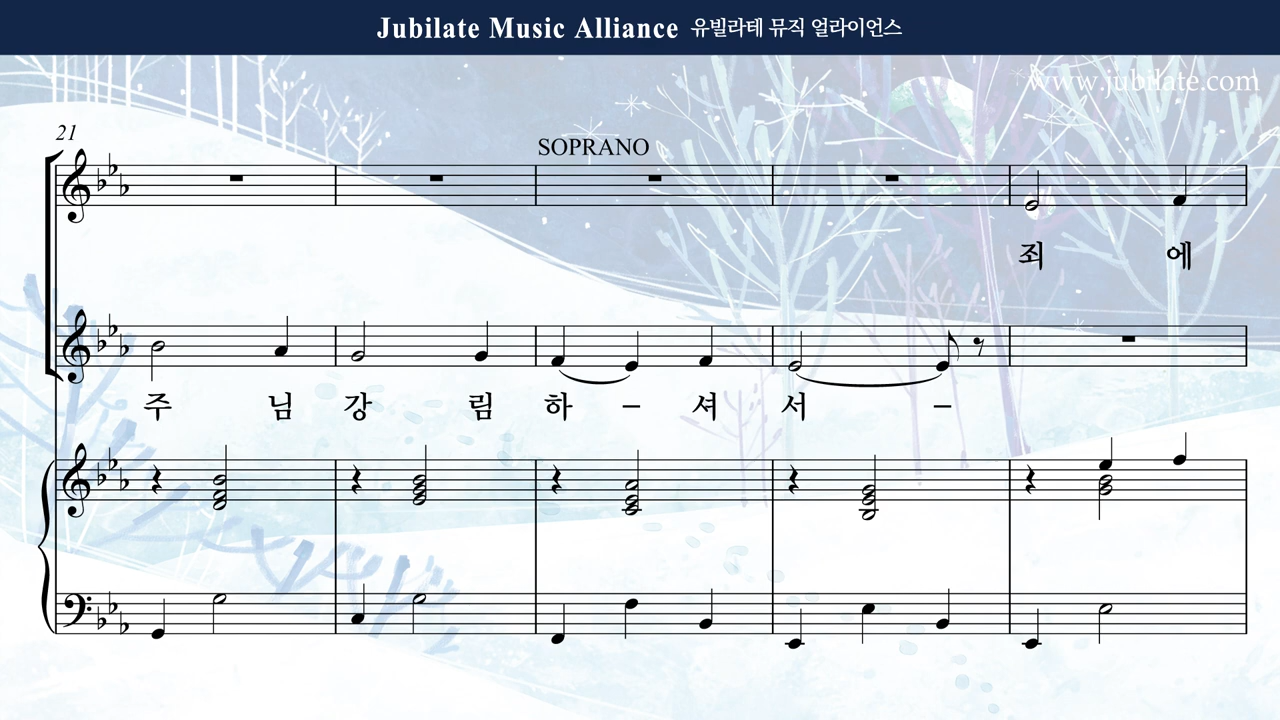 Jubilate Music Alliance 유빌라테 뮤직 얼라이언스
www.jubilate.com
21
SOPRANO
죄 에
주 님 강 림 하 – 셔 서 –